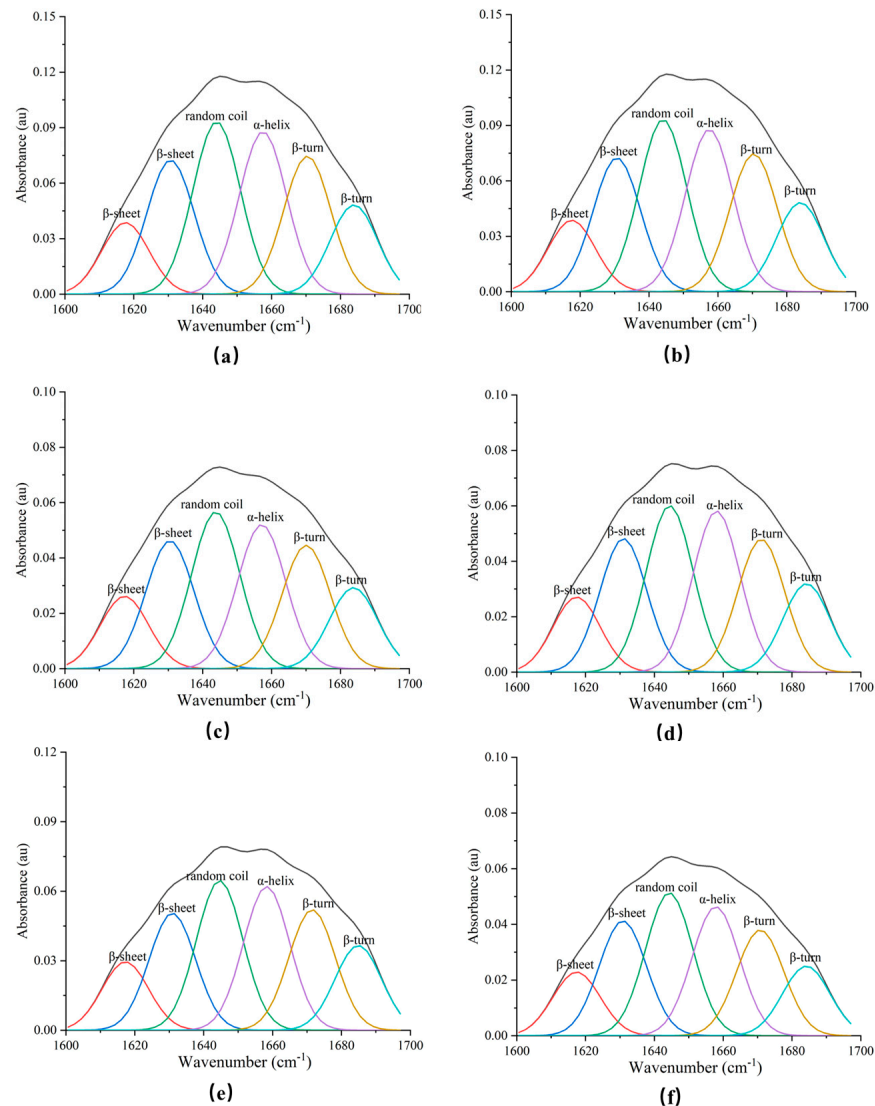 0.15
0.12
0.09
0.06
0.03
0.00
Absorbance (au)
β-sheet
β-sheet
random coil
α-helix
β-turn
β-turn
1600 1620 1640 1660 1680 1700
Wavenumber (cm-1)
(a)
0.15
0.12
0.09
0.06
0.03
0.00
Absorbance (au)
β-sheet
β-sheet
random coil
α-helix
β-turn
β-turn
1600 1620 1640 1660 1680 1700
Wavenumber (cm-1)
(b)
0.10
0.08
0.06
0.04
0.02
0.00
Absorbance (au)
β-sheet
β-sheet
random coil
α-helix
β-turn
β-turn
1600 1620 1640 1660 1680 1700
Wavenumber (cm-1)
(c)
0.10
0.08
0.06
0.04
0.02
0.00
Absorbance (au)
β-sheet
β-sheet
random coil
α-helix
β-turn
β-turn
1600 1620 1640 1660 1680 1700
Wavenumber (cm-1)
(d)
0.12
0.09
0.06
0.03
0.00
Absorbance (au)
β-sheet
β-sheet
random coil
α-helix
β-turn
β-turn
1600 1620 1640 1660 1680 1700
Wavenumber (cm-1)
(e)
0.10
0.08
0.06
0.04
0.02
0.00
Absorbance (au)
β-sheet
β-sheet
random coil
α-helix
β-turn
β-turn
1600 1620 1640 1660 1680 1700
Wavenumber (cm-1)
(f)